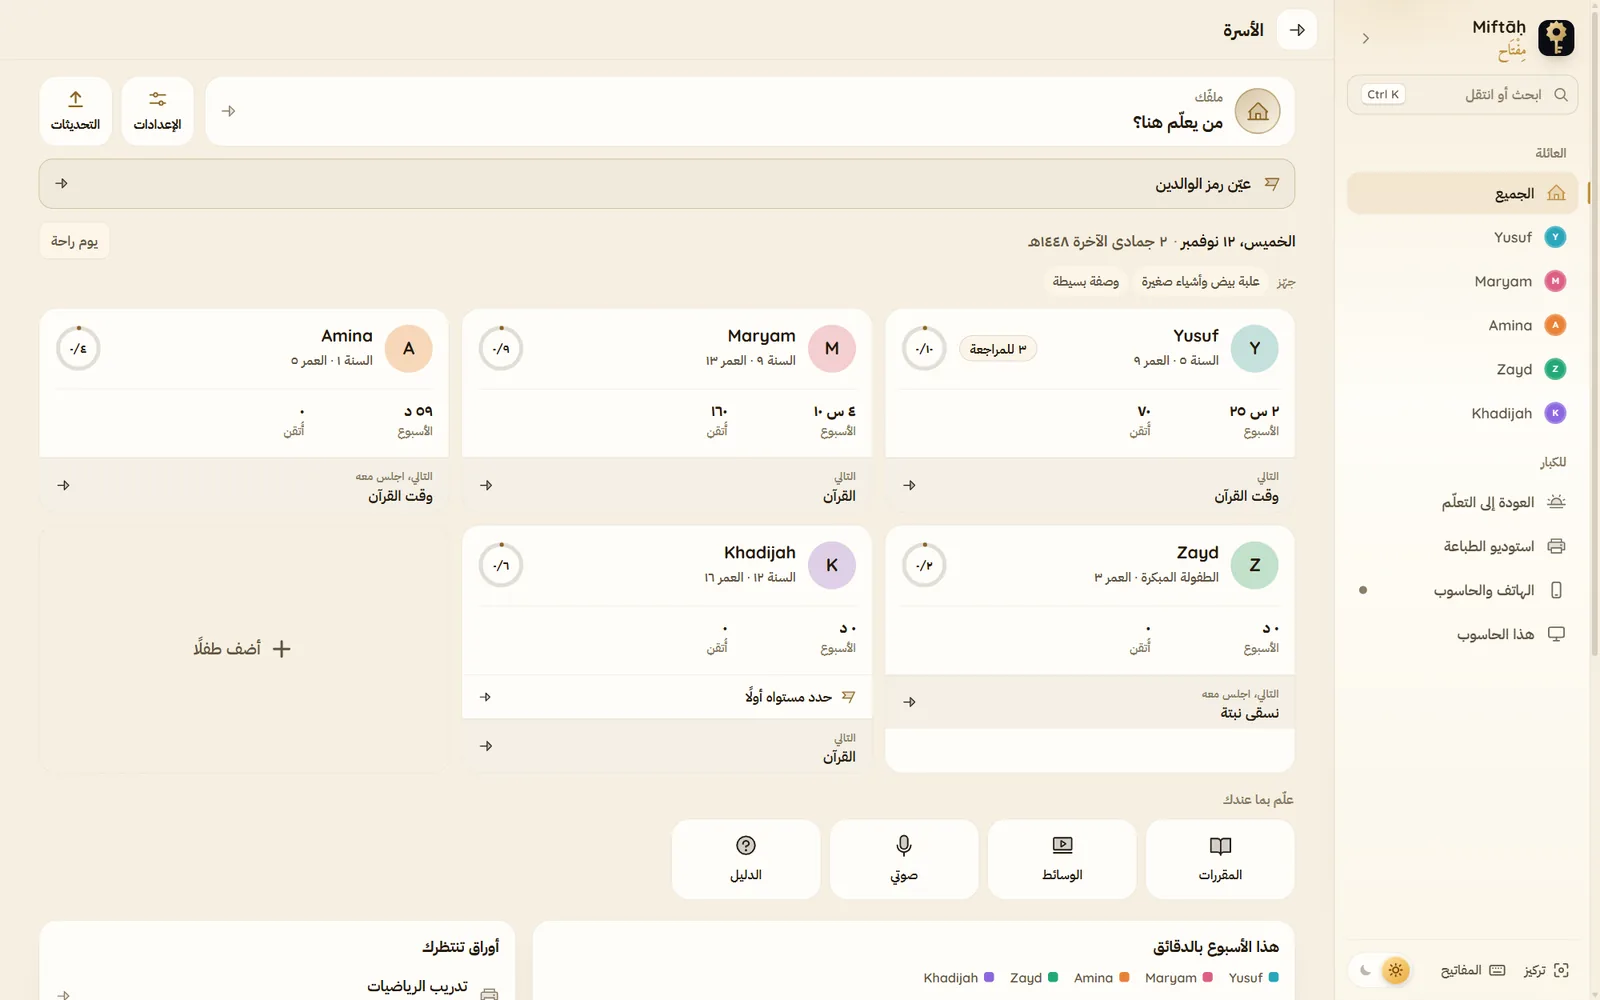 Miftāḥ
مِفْتَاح
ابحث أو انتقل
Ctrl K
العائلة
الجميع
Y Yusuf
M Maryam
A Amina
Z Zayd
K Khadijah
للكبار
العودة إلى التعلّم
استوديو الطباعة
الهاتف والحاسوب
هذا الحاسوب
تركيز
المفاتيح
الأسرة
ملفّك
من يعلّم هنا؟
الإعدادات
التحديثات
عيّن رمز الوالدين
الخميس، ١٢ نوفمبر · ٢ جمادى الآخرة ١٤٤٨هـ
يوم راحة
جهّز
علبة بيض وأشياء صغيرة
وصفة بسيطة
Y
Yusuf
السنة ٥ · العمر ٩
٣ للمراجعة
٠/١٠
٢ س ٢٥
الأسبوع
٧٠
أتقن
التالي
وقت القرآن
M
Maryam
السنة ٩ · العمر ١٣
٠/٩
٤ س ١٠
الأسبوع
١٦٠
أتقن
التالي
القرآن
A
Amina
السنة ١ · العمر ٥
٠/٤
٥٩ د
الأسبوع
٠
أتقن
التالي، اجلس معه
وقت القرآن
Z
Zayd
الطفولة المبكرة · العمر ٣
٠/٢
٠ د
الأسبوع
٠
أتقن
التالي، اجلس معه
نسقي نبتة
K
Khadijah
السنة ١٢ · العمر ١٦
٠/٦
٠ د
الأسبوع
٠
أتقن
حدد مستواه أولًا
التالي
القرآن
أضف طفلًا
علّم بما عندك
المقررات
الوسائط
صوتي
الدليل
هذا الأسبوع بالدقائق
Yusuf
Maryam
Amina
Zayd
Khadijah
أوراق تنتظرك
تدريب الرياضيات